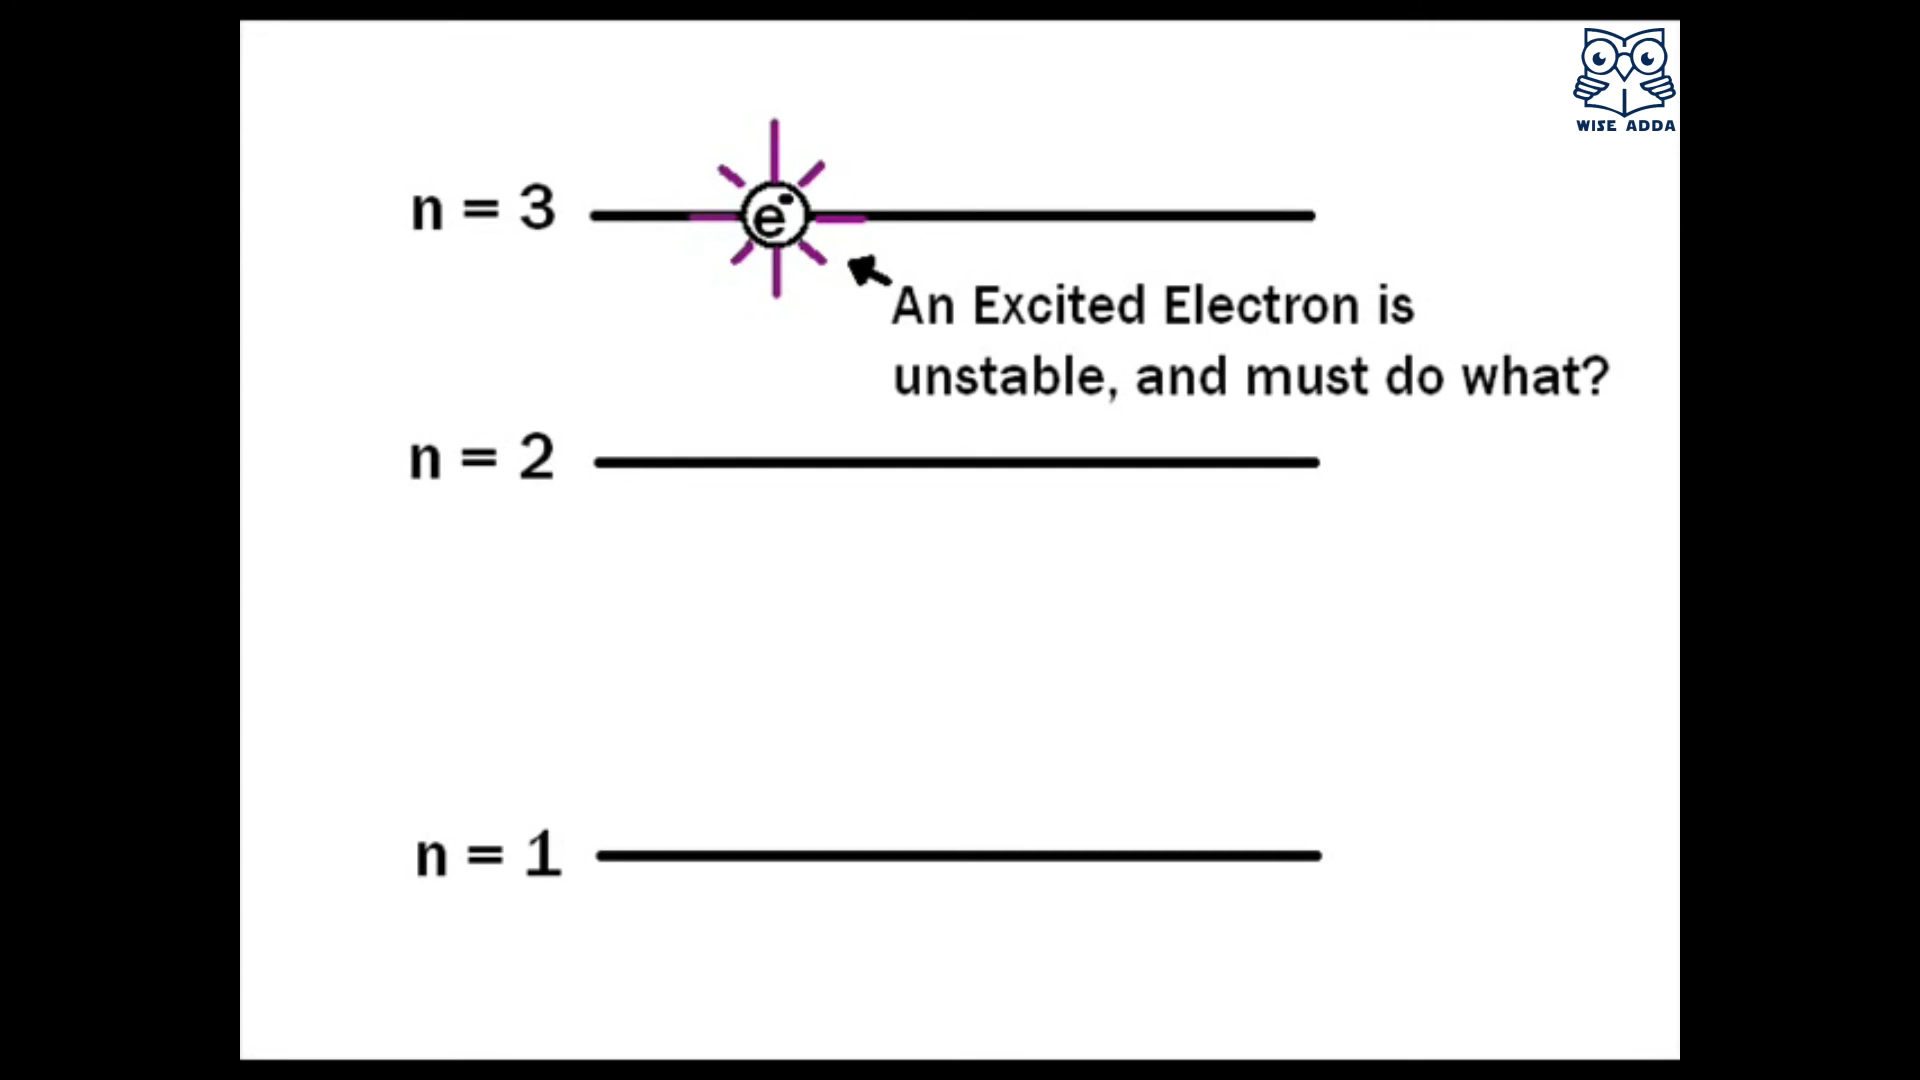 WISE ADDA
n = 3
e-
An Excited Electron is
unstable, and must do what?
n = 2
n = 1